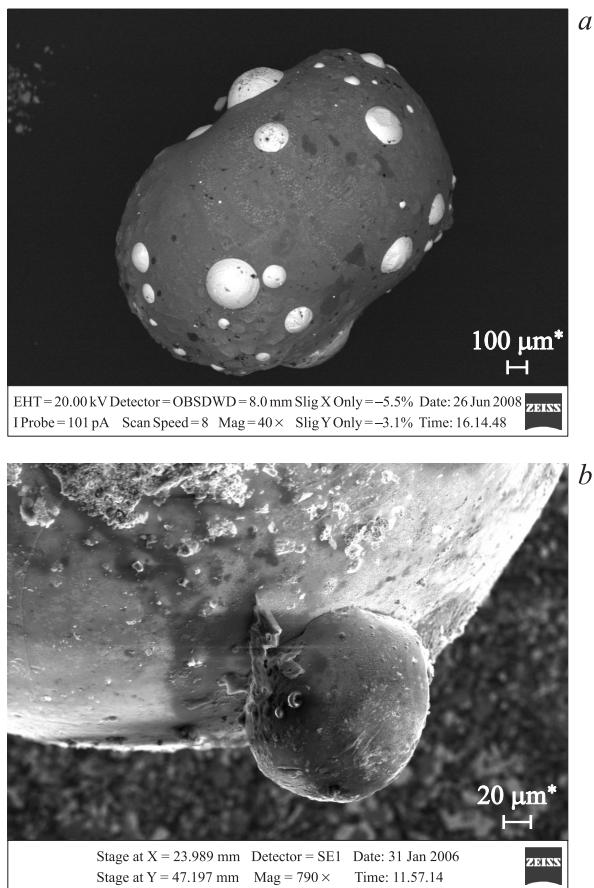 a
100 μm*
EHT = 20.00 kV Detector = OBSDWD = 8.0 mm Slig X Only = –5.5% Date: 26 Jun 2008
I Probe = 101 pA Scan Speed = 8 Mag = 40 × Slig Y Only = –3.1% Time: 16.14.48
ZEISS
b
20 μm*
Stage at X = 23.989 mm Detector = SE1 Date: 31 Jan 2006
Stage at Y = 47.197 mm Mag = 790 × Time: 11.57.14
ZEISS